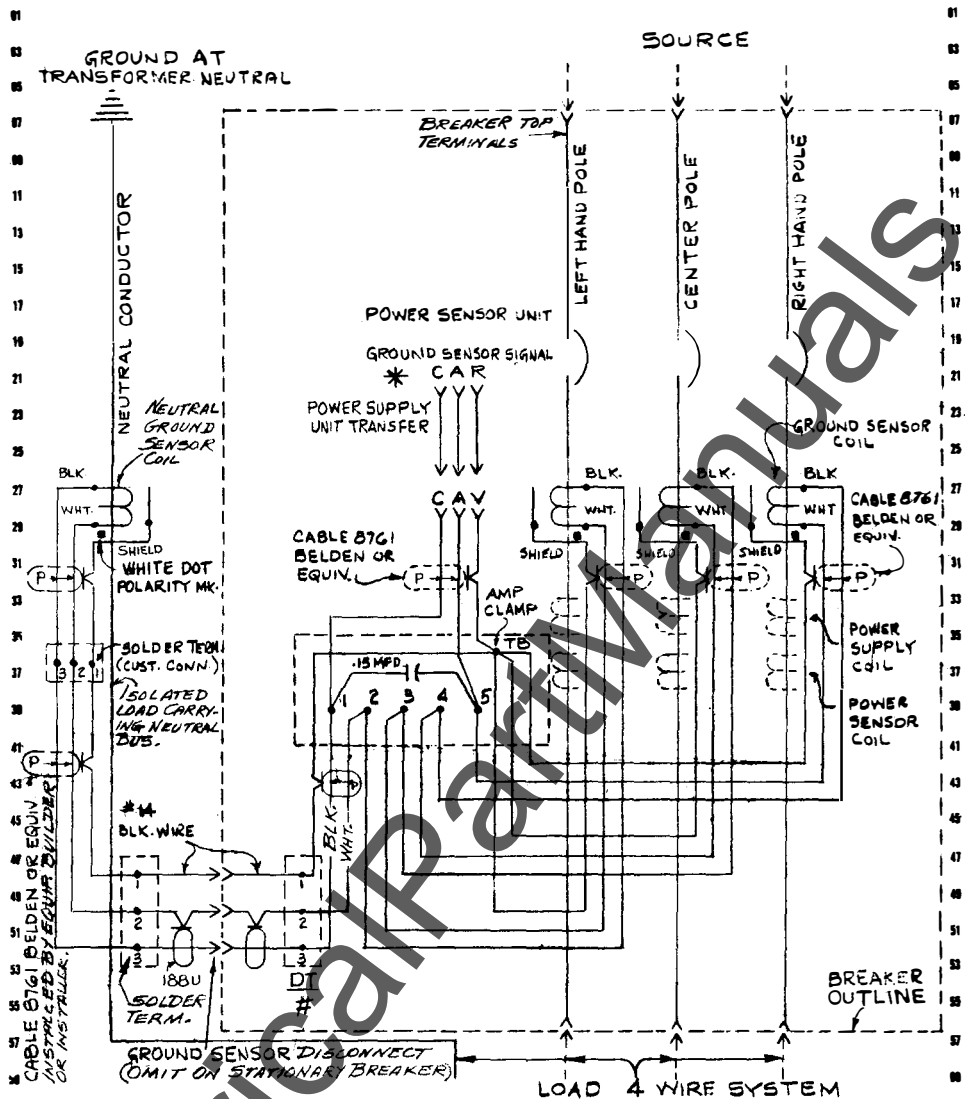 SOURCE
GROUND AT
TRANSFORMER NEUTRAL
BREAKER TOP
TERMINALS
NEUTRAL CONDUCTOR
LEFT HAND POLE
CENTER POLE
RIGHT HAND POLE
POWER SENSOR UNIT
GROUND SENSOR SIGNAL
* C A R
POWER SUPPLY
UNIT TRANSFER
C A V
NEUTRAL
GROUND
SENSOR
COIL
BLK.
WHT.
SHIELD
WHITE DOT
POLARITY MK.
P
SOLDER TERM
(CUST. CONN.)
3 2 1
ISOLATED
LOAD CARRY-
ING NEUTRAL
BUS.
P
CABLE 8761
BELDEN OR
EQUIV.
P
AMP
CLAMP
TB
.15 MFD.
1 2 3 4 5
P
BLK.
WHT.
BLK.
WHT.
SHIELD
P
BLK.
WHT
SHIELD
P
GROUND SENSOR
COIL
BLK
WHT
SHIELD
P
CABLE 8761
BELDEN OR
EQUIV.
POWER
SUPPLY
COIL
POWER
SENSOR
COIL
#14
BLK. WIRE
1
2
3
1
2
3
188U
SOLDER
TERM.
DT
#
CABLE 8761 BELDEN OR EQUIV.
INSTALLED BY EQUIP. BUILDER
OR INSTALLER.
GROUND SENSOR DISCONNECT
(OMIT ON STATIONARY BREAKER)
BREAKER
OUTLINE
LOAD 4 WIRE SYSTEM
icalPartManuals